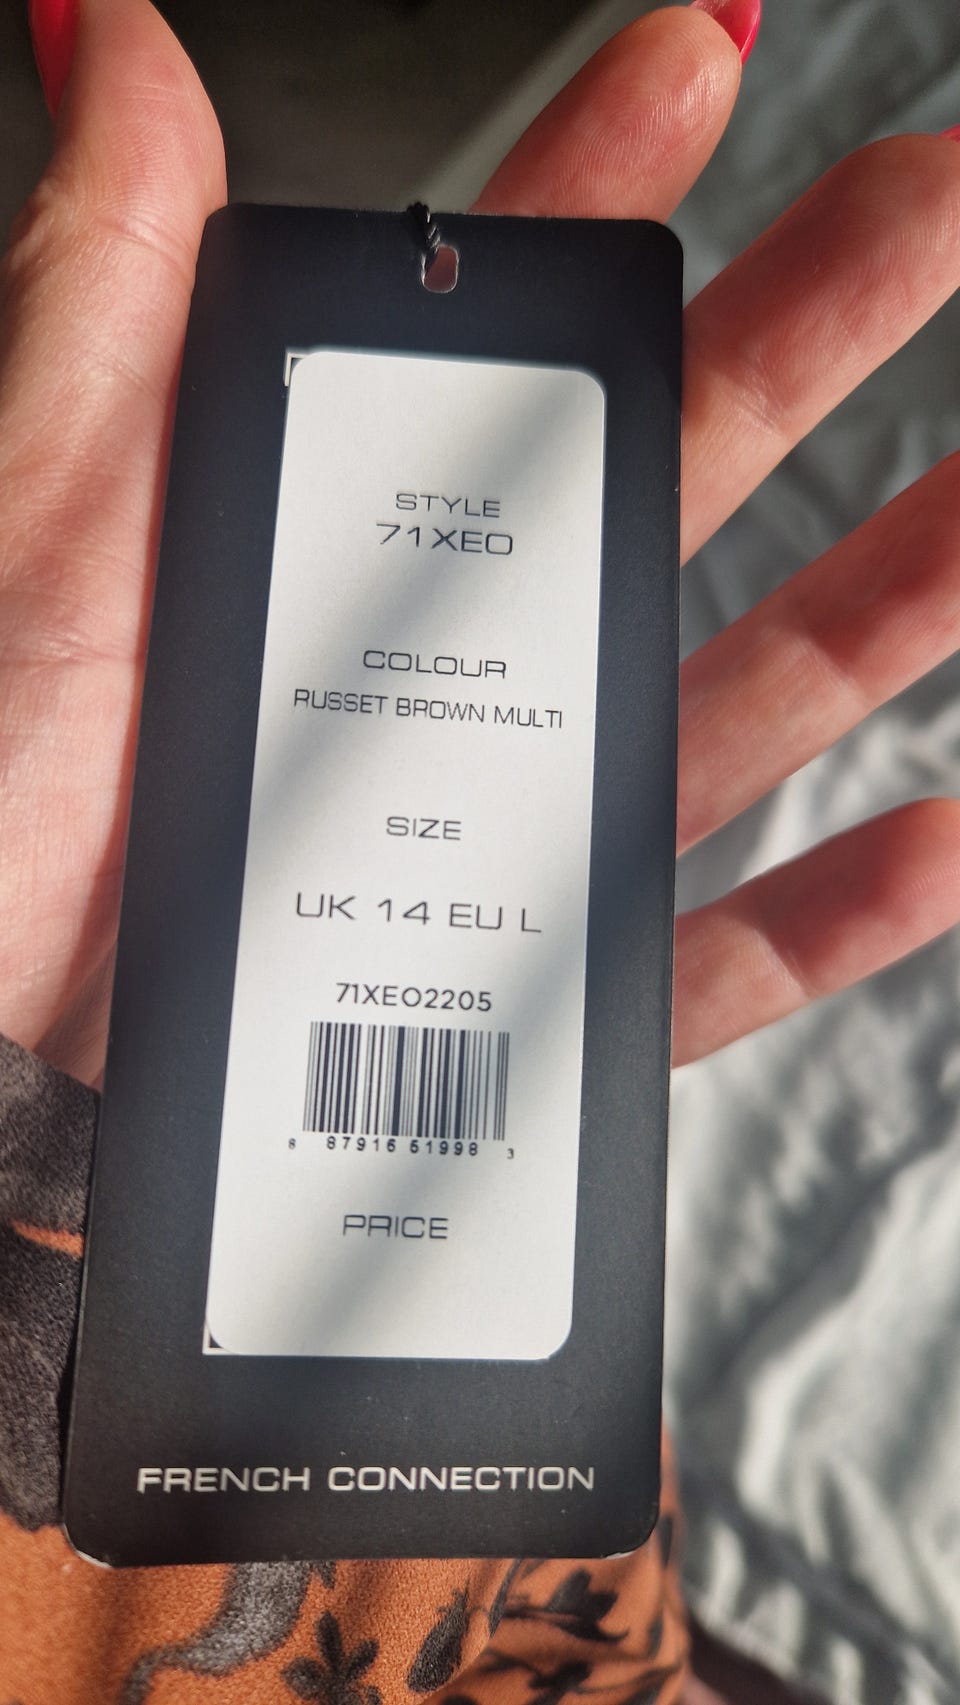 STYLE
71XEO
COLOUR
RUSSET BROWN MULTI
SIZE
UK 14 EU L
71XEO2205
8 87916 51998 3
PRICE
FRENCH CONNECTION